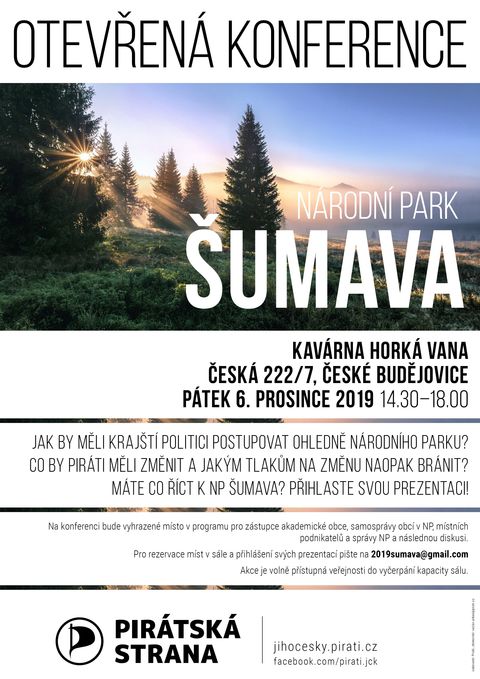 OTEVŘENÁ KONFERENCE
NÁRODNÍ PARK
ŠUMAVA
KAVÁRNA HORKÁ VANA
ČESKÁ 222/7, ČESKÉ BUDĚJOVICE
PÁTEK 6. PROSINCE 2019 14.30–18.00
JAK BY MĚLI KRAJŠTÍ POLITICI POSTUPOVAT OHLEDNĚ NÁRODNÍHO PARKU?
CO BY PIRÁTI MĚLI ZMĚNIT A JAKÝM TLAKŮM NA ZMĚNU NAOPAK BRÁNIT?
MÁTE CO ŘÍCT K NP ŠUMAVA? PŘIHLASTE SVOU PREZENTACI!
Na konferenci bude vyhrazené místo v programu pro zástupce akademické obce, samosprávy obcí v NP, místních
podnikatelů a správy NP a následnou diskusi.
Pro rezervace míst v sále a přihlášení svých prezentací pište na 2019sumava@gmail.com
Akce je volně přístupná veřejnosti do vyčerpání kapacity sálu.
PIRÁTSKÁ
STRANA
jihocesky.pirati.cz
facebook.com/pirati.jck